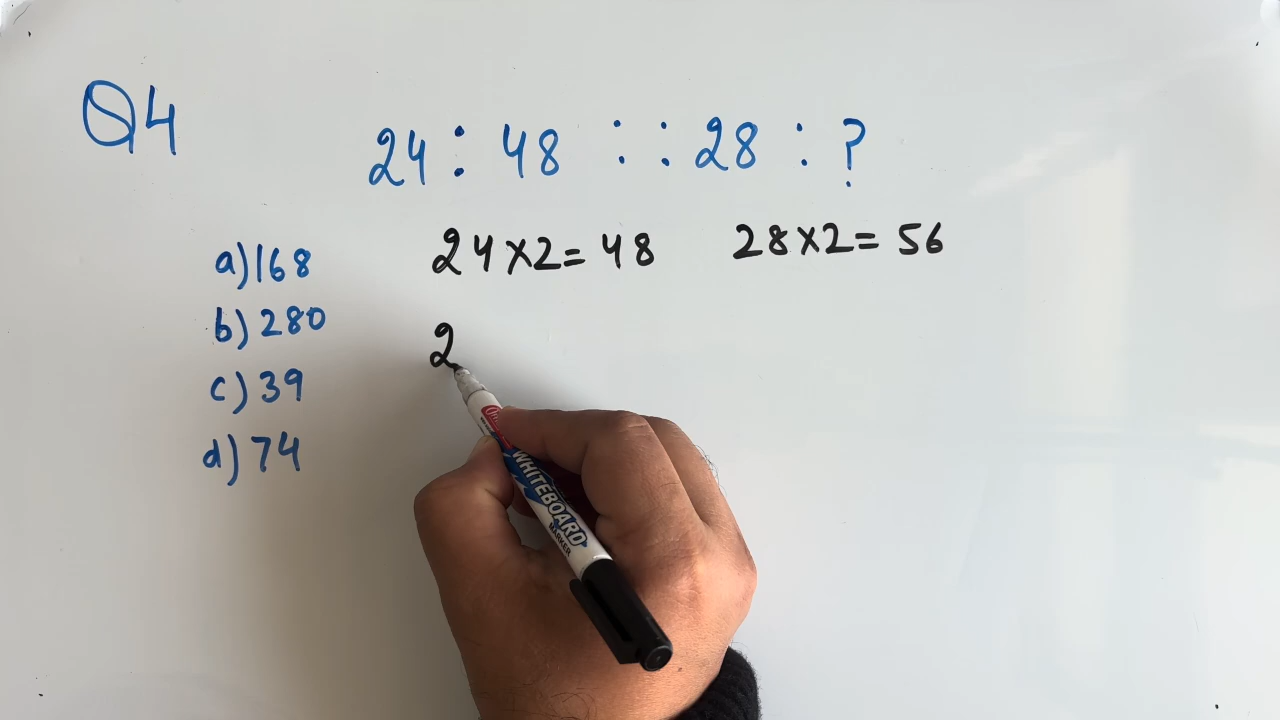 Q4
24 : 48 : : 28 : ?
24×2=48 28×2=56
a) 168
b) 280
2
c) 39
d) 74
WHITEBOARD
MARKER